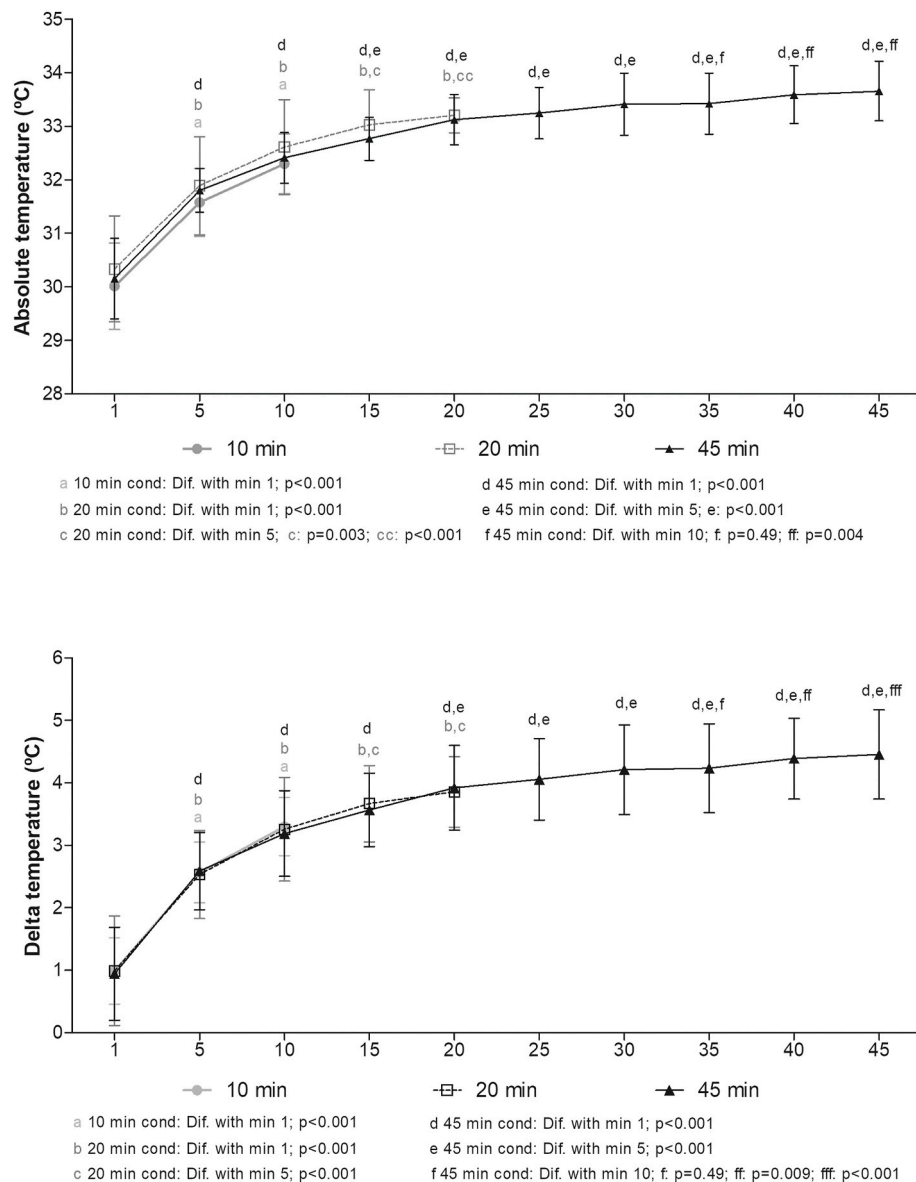 35
34
33
32
31
30
29
28
Absolute temperature (ºC)
d
b
a
d
b
a
d,e
b,c
d,e
b,cc
d,e
d,e
d,e,f
d,e,ff
d,e,ff
1 5 10 15 20 25 30 35 40 45
10 min 20 min 45 min
a 10 min cond: Dif. with min 1; p<0.001
b 20 min cond: Dif. with min 1; p<0.001
c 20 min cond: Dif. with min 5; c: p=0.003; cc: p<0.001
d 45 min cond: Dif. with min 1; p<0.001
e 45 min cond: Dif. with min 5; e: p<0.001
f 45 min cond: Dif. with min 10; f: p=0.49; ff: p=0.004
6
5
4
3
2
1
0
Delta temperature (ºC)
d
b
a
d
b
a
d
b,c
d,e
b,c
d,e
d,e
d,e,f
d,e,ff
d,e,fff
1 5 10 15 20 25 30 35 40 45
10 min 20 min 45 min
a 10 min cond: Dif. with min 1; p<0.001
b 20 min cond: Dif. with min 1; p<0.001
c 20 min cond: Dif. with min 5; p<0.001
d 45 min cond: Dif. with min 1; p<0.001
e 45 min cond: Dif. with min 5; p<0.001
f 45 min cond: Dif. with min 10; f: p=0.49; ff: p=0.009; fff: p<0.001